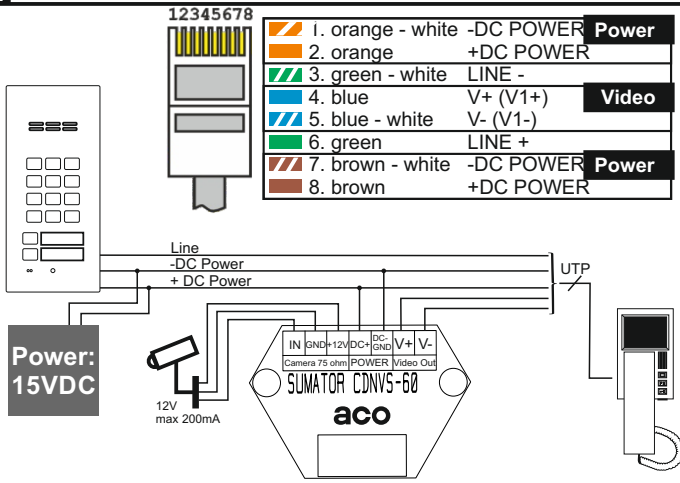 12345678
1. orange - white -DC POWER Power
2. orange +DC POWER
3. green - white LINE -
4. blue V+ (V1+) Video
5. blue - white V- (V1-)
6. green LINE +
7. brown - white -DC POWER Power
8. brown +DC POWER
Line
-DC Power
+ DC Power
UTP
Power:
15VDC
12V
max 200mA
IN GND +12V DC+ DC-GND V+ V-
Camera 75 ohm POWER Video Out
SUMATOR CDNVS-60
aco